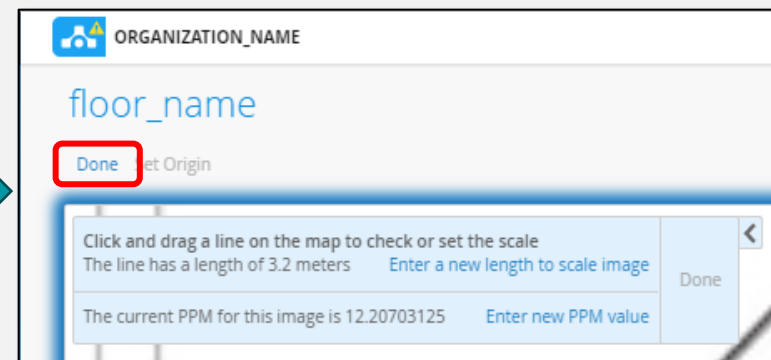 ORGANIZATION_NAME
floor_name
Done Set Origin
Click and drag a line on the map to check or set the scale
The line has a length of 3.2 meters Enter a new length to scale image
Done
The current PPM for this image is 12.20703125 Enter new PPM value